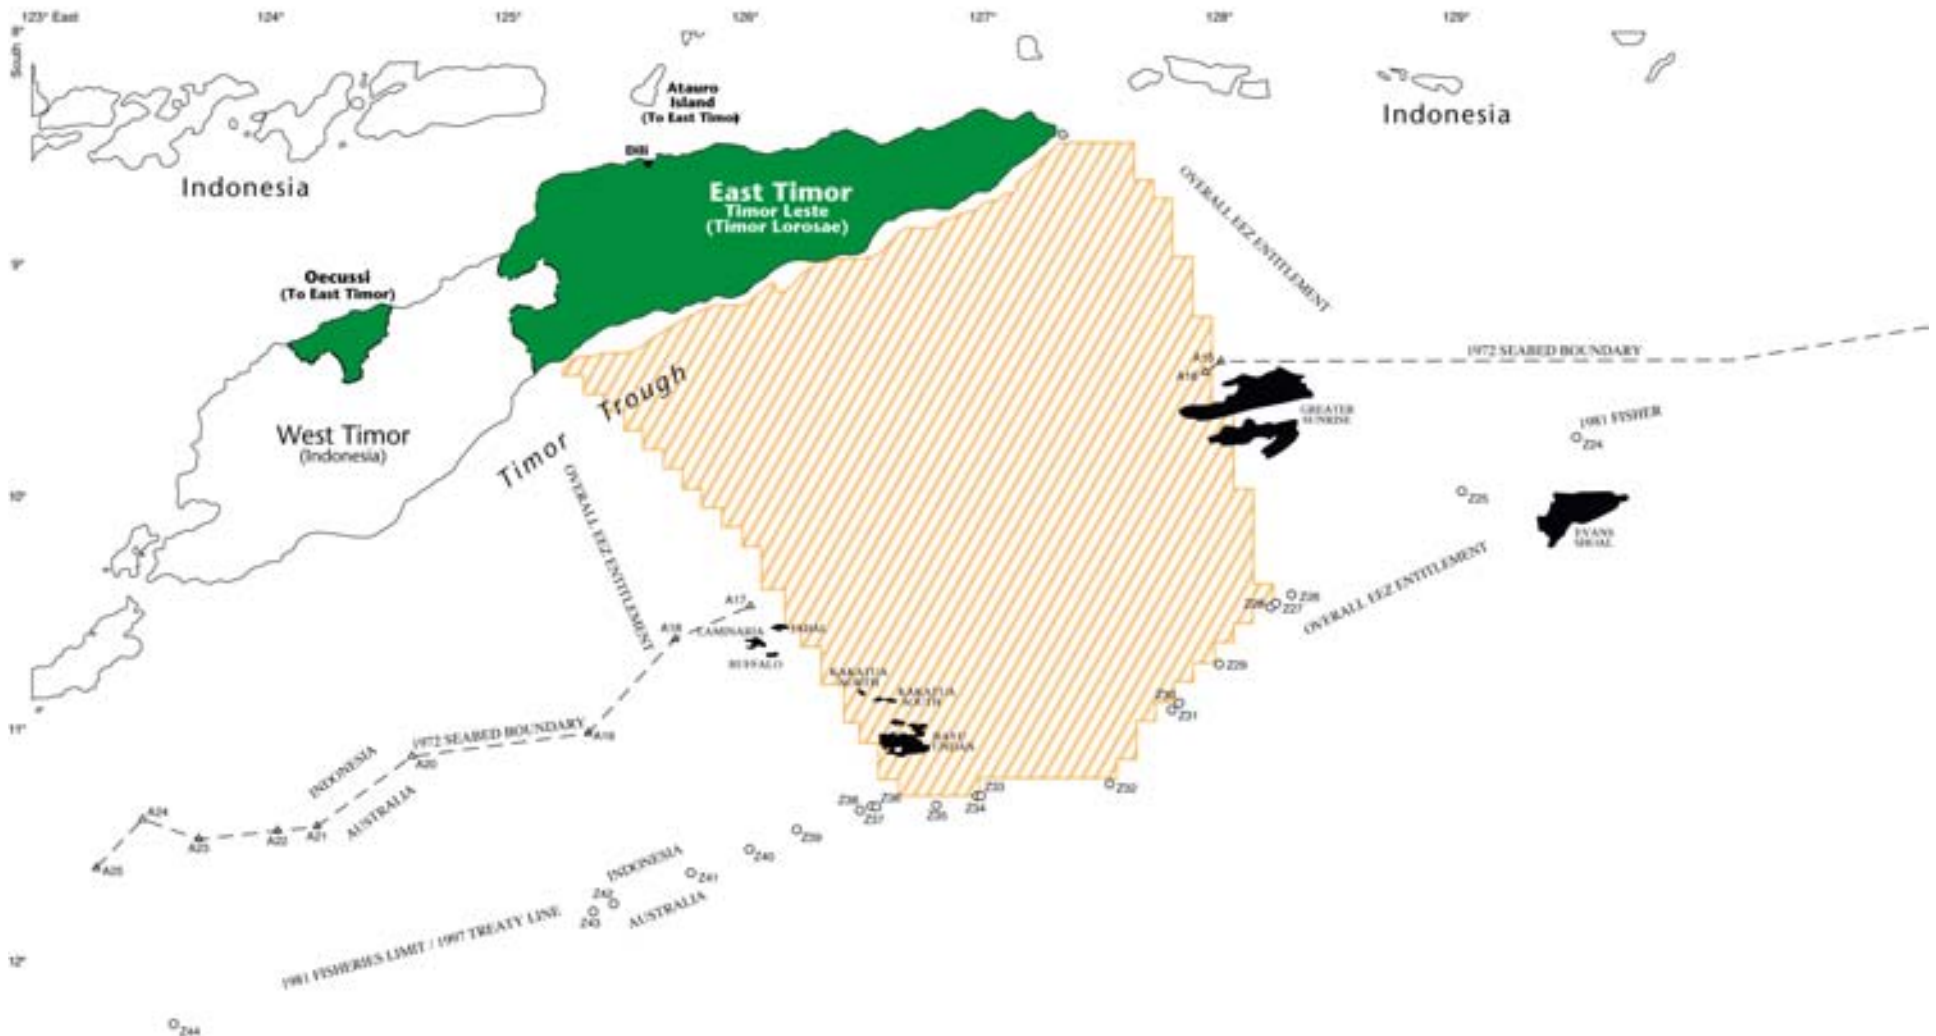 123° East
124°
125°
126°
127°
128°
129°
8°
South
Atauro
Island
(To East Timor)
Indonesia
Dili
Indonesia
East Timor
Timor Leste
(Timor Lorosae)
OVERALL EEZ ENTITLEMENT
9°
Oecussi
(To East Timor)
A15
A16
1972 SEABED BOUNDARY
Timor Trough
GREATER
SUNRISE
1981 FISHER
Z24
West Timor
(Indonesia)
OVERALL EEZ ENTITLEMENT
10°
Z25
EVANS
SHOAL
OVERALL EEZ ENTITLEMENT
A17
Z28
Z26
Z27
A18
LAMINARIA
JAHAL
BUFFALO
Z29
KAKATUA
NORTH
KAKATUA
SOUTH
Z30
Z31
11°
1972 SEABED BOUNDARY
A19
BAYU
UNDAN
A20
INDONESIA
AUSTRALIA
Z32
Z33
Z34
Z35
Z36
Z38
Z37
A24
A23
A22
A21
Z39
Z40
A25
INDONESIA
Z41
Z42
Z43
AUSTRALIA
1981 FISHERIES LIMIT / 1997 TREATY LINE
12°
Z44